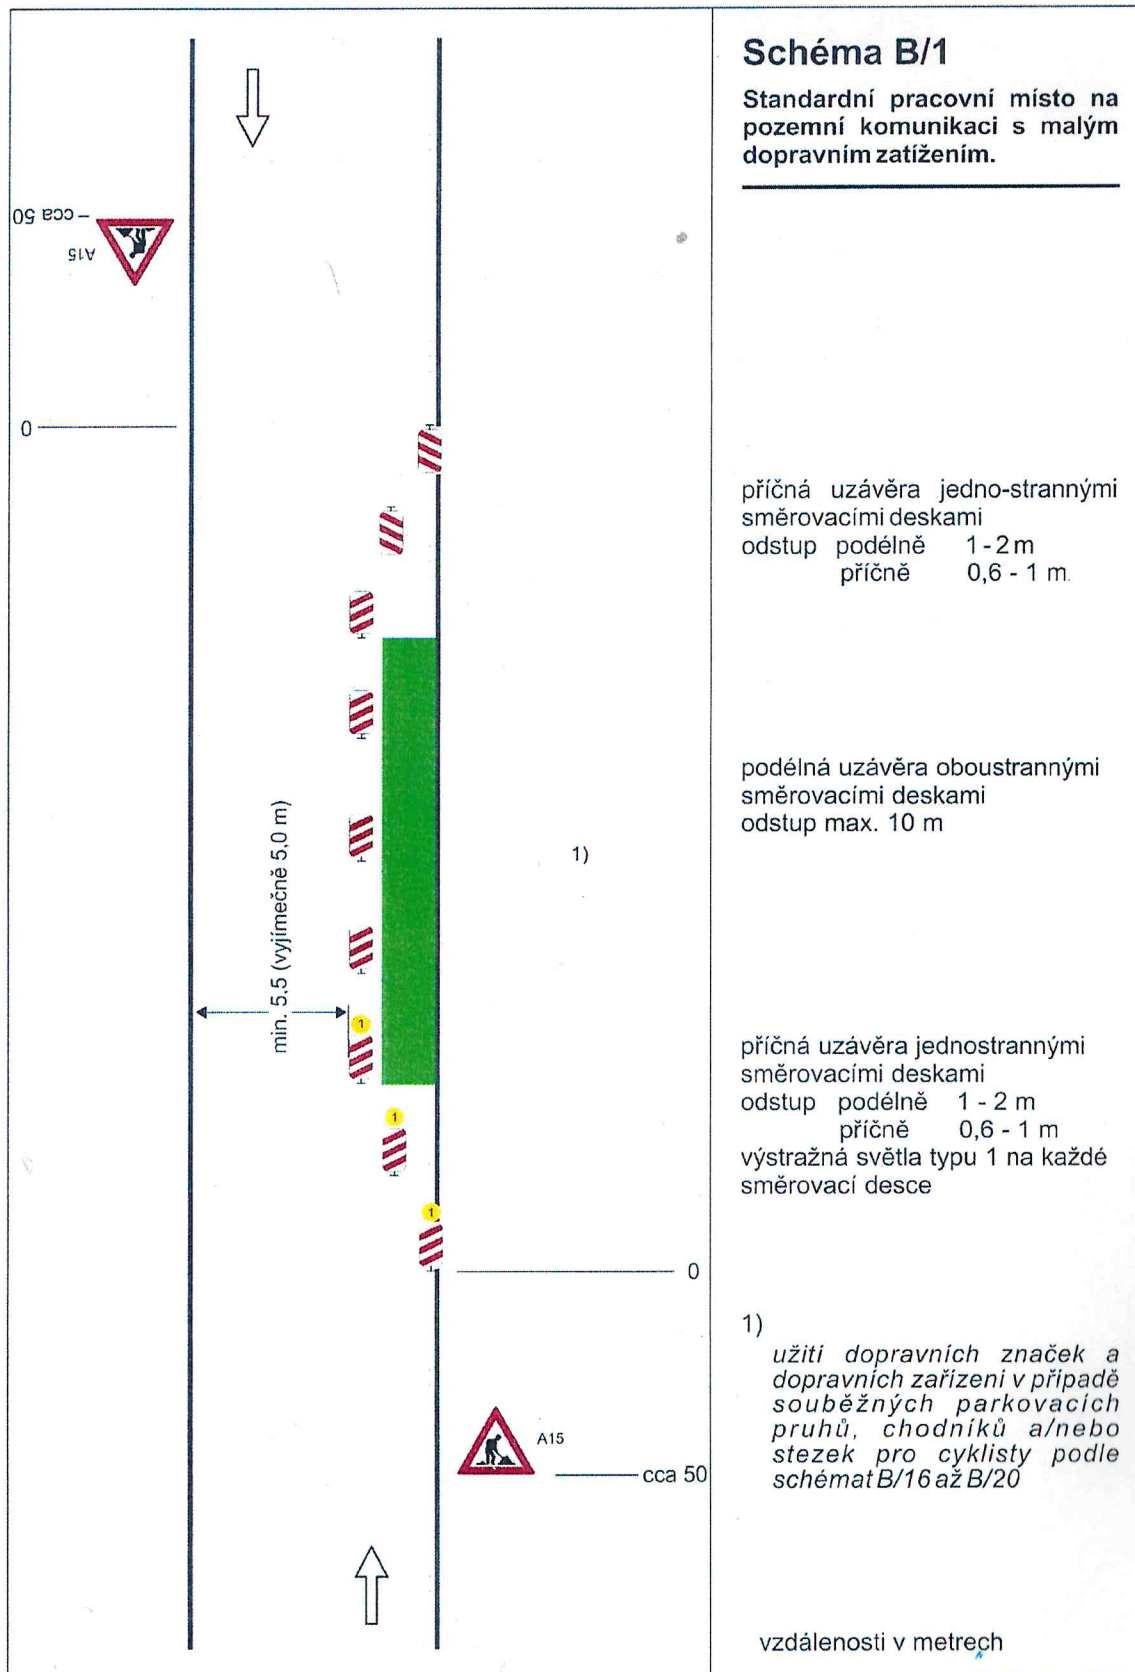 Schéma B/1
Standardní pracovní místo na
pozemní komunikaci s malým
dopravním zatížením.
cca 50
A15
0
příčná uzávěra jedno-strannými
směrovacími deskami
odstup podélně 1 - 2 m
příčně 0,6 - 1 m
podélná uzávěra oboustrannými
směrovacími deskami
odstup max. 10 m
1)
min. 5,5 (vyjímečně 5,0 m)
1
1
1
příčná uzávěra jednostrannými
směrovacími deskami
odstup podélně 1 - 2 m
příčně 0,6 - 1 m
výstražná světla typu 1 na každé
směrovací desce
0
A15
cca 50
1)
užití dopravních značek a
dopravních zařízení v případě
souběžných parkovacích
pruhů, chodníků a/nebo
stezek pro cyklisty podle
schémat B/16 až B/20
vzdálenosti v metrech